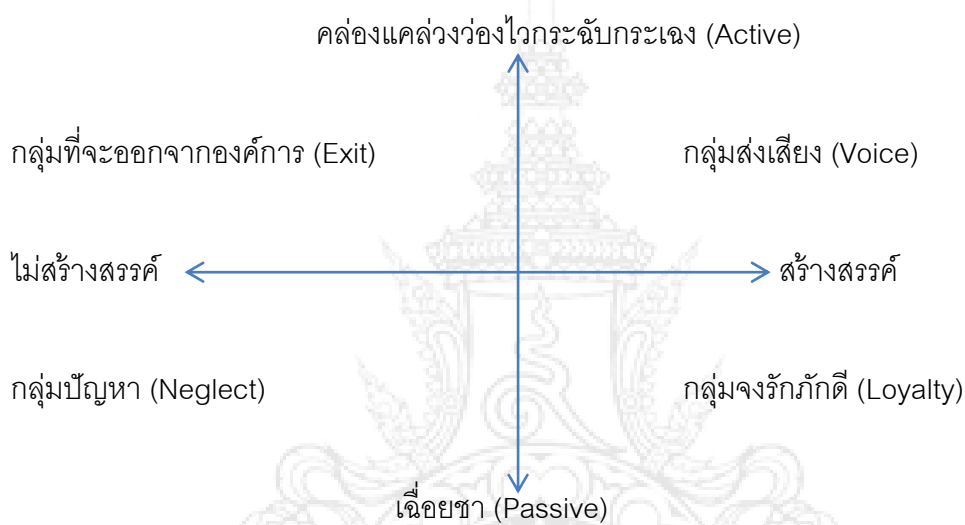 คล่องแคล่วงว่องไวกระฉับกระเฉง (Active)
กลุ่มที่จะออกจากองค์การ (Exit) กลุ่มส่งเสียง (Voice)
ไม่สร้างสรรค์ สร้างสรรค์
กลุ่มปัญหา (Neglect) กลุ่มจงรักภักดี (Loyalty)
เฉื่อยชา (Passive)